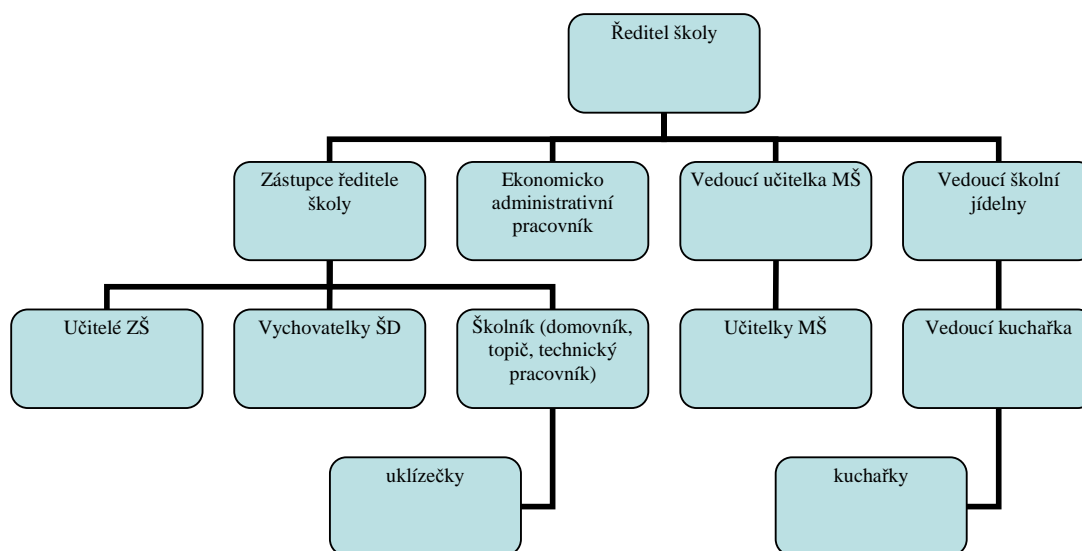 Ředitel školy
Zástupce ředitele
školy
Ekonomicko
administrativní
pracovník
Vedoucí učitelka MŠ
Vedoucí školní
jídelny
Učitelé ZŠ
Vychovatelky ŠD
Školník (domovník,
topič, technický
pracovník)
Učitelky MŠ
Vedoucí kuchařka
uklízečky
kuchařky